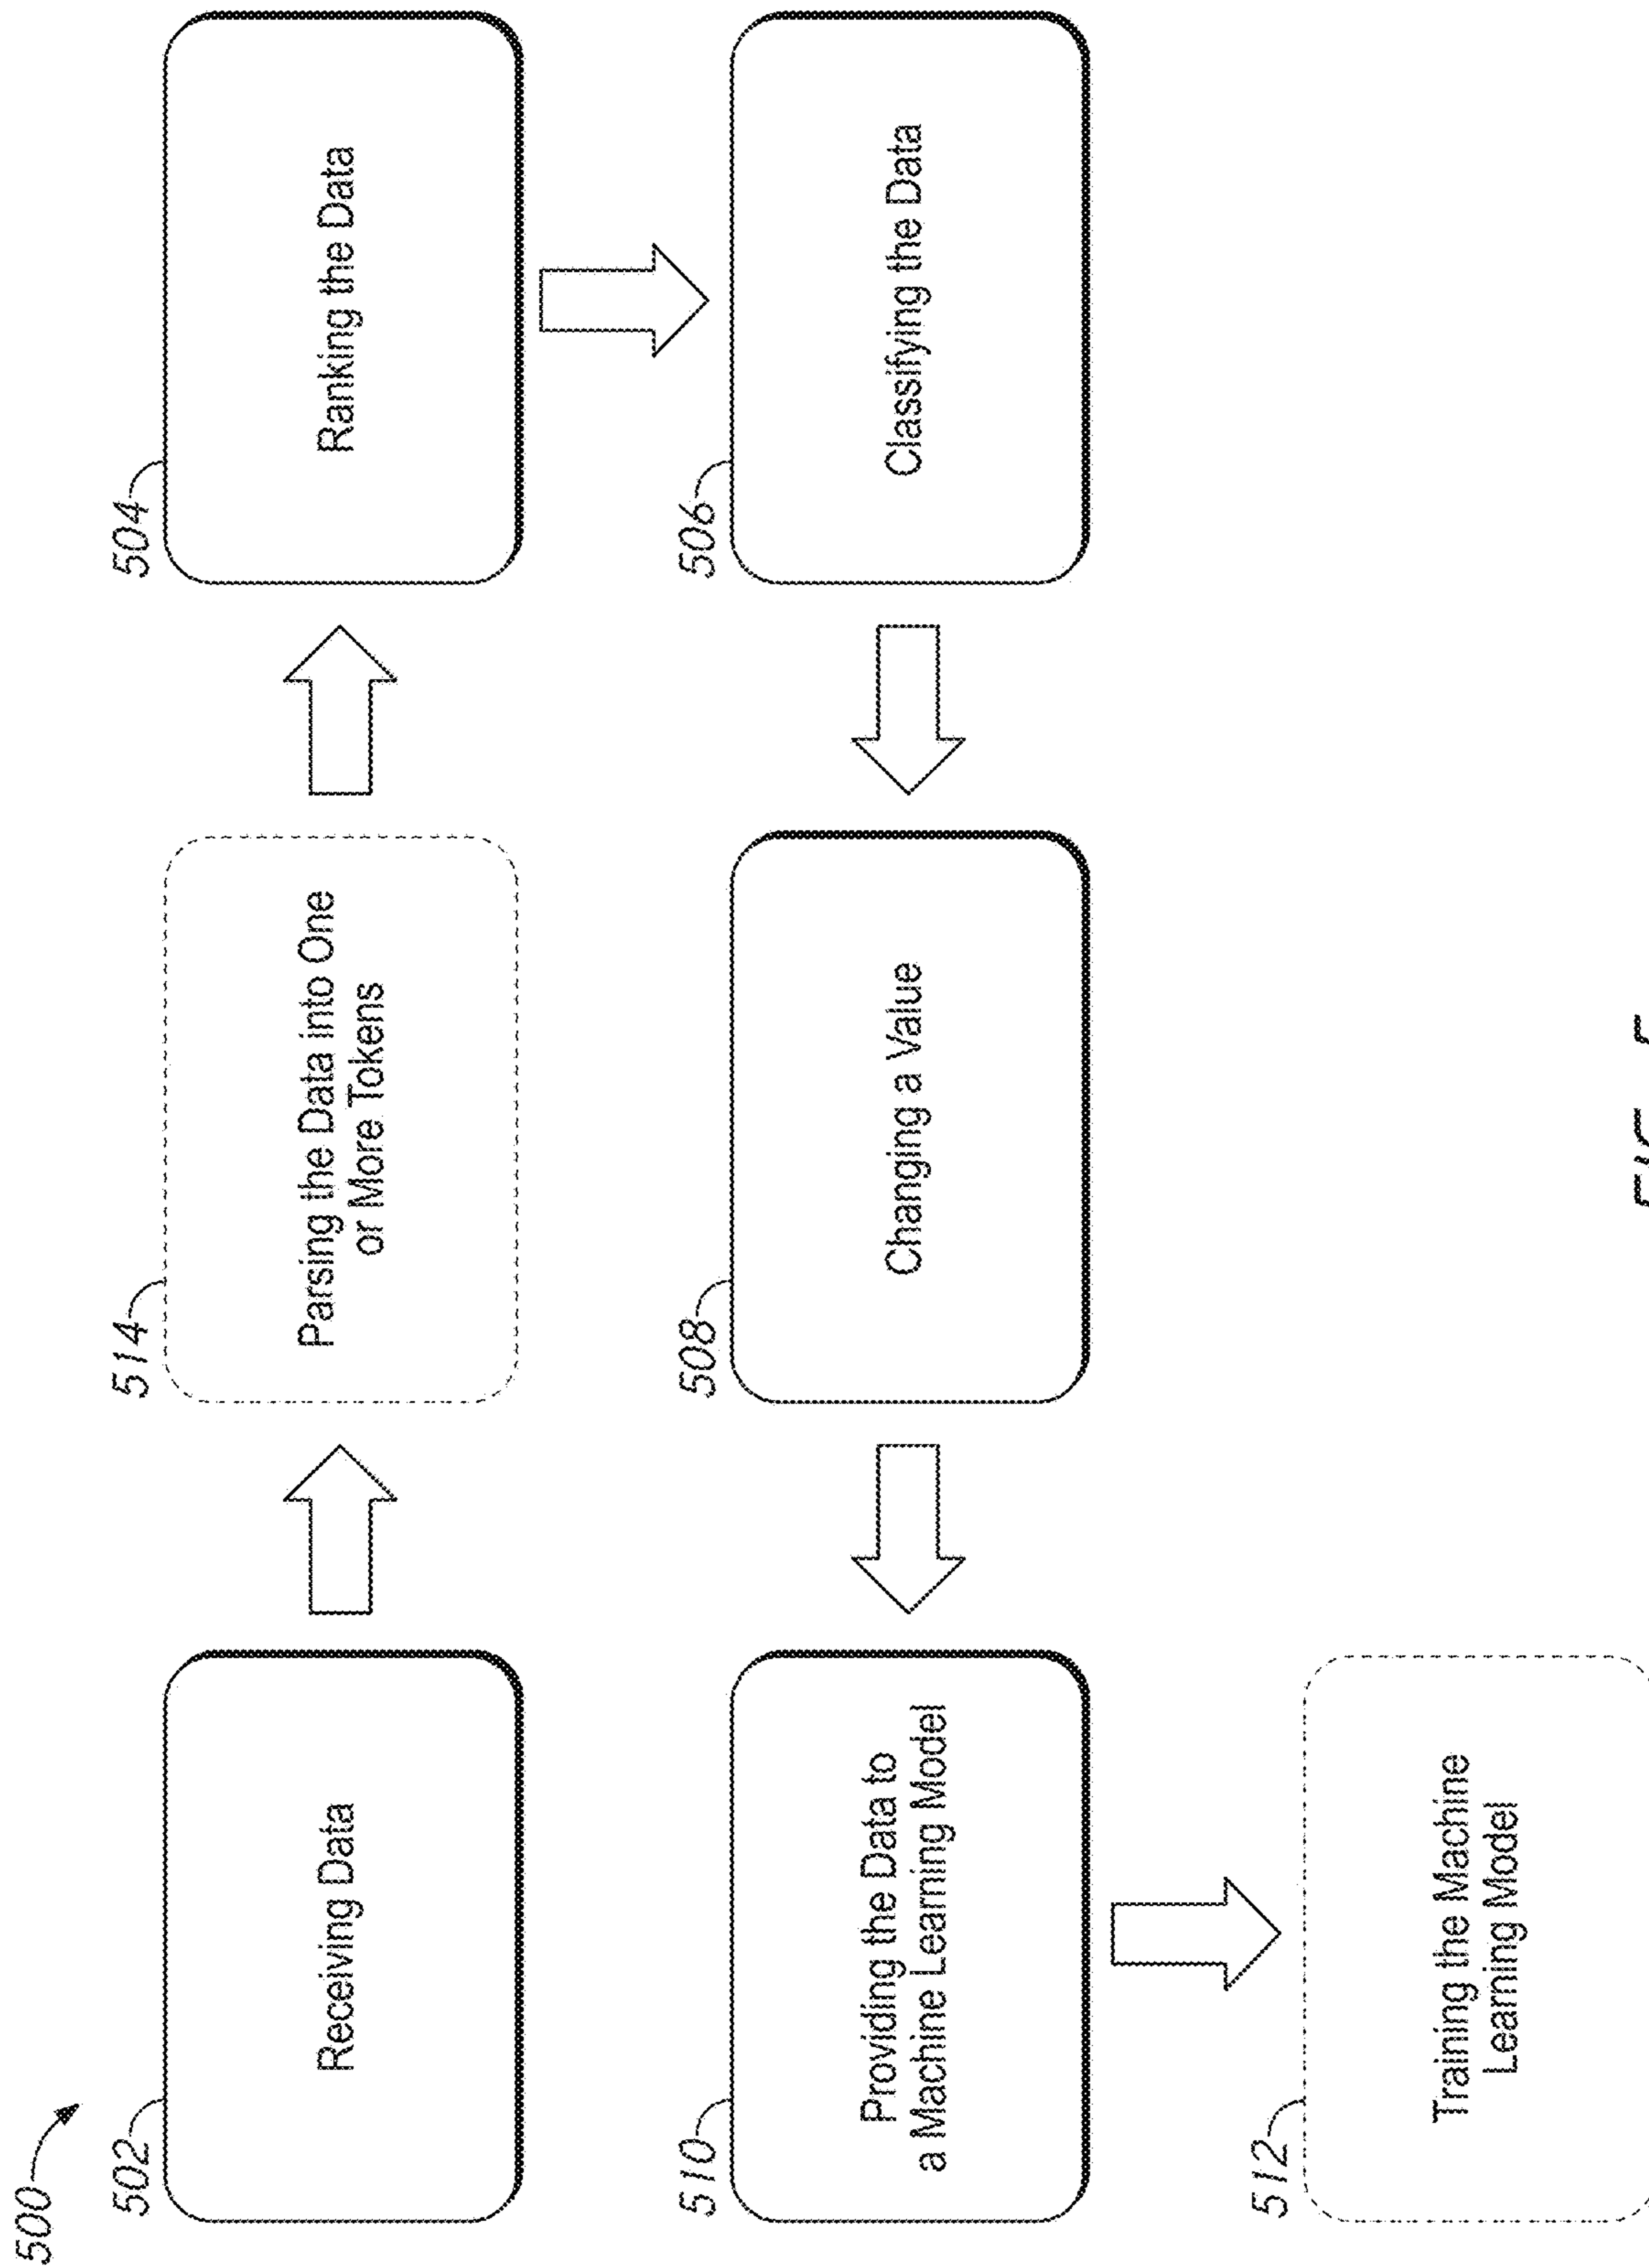 500
502
Receiving Data
514
Parsing the Data into One
or More Tokens
504
Ranking the Data
506
Classifying the Data
508
Changing a Value
510
Providing the Data to
a Machine Learning Model
512
Training the Machine
Learning Model